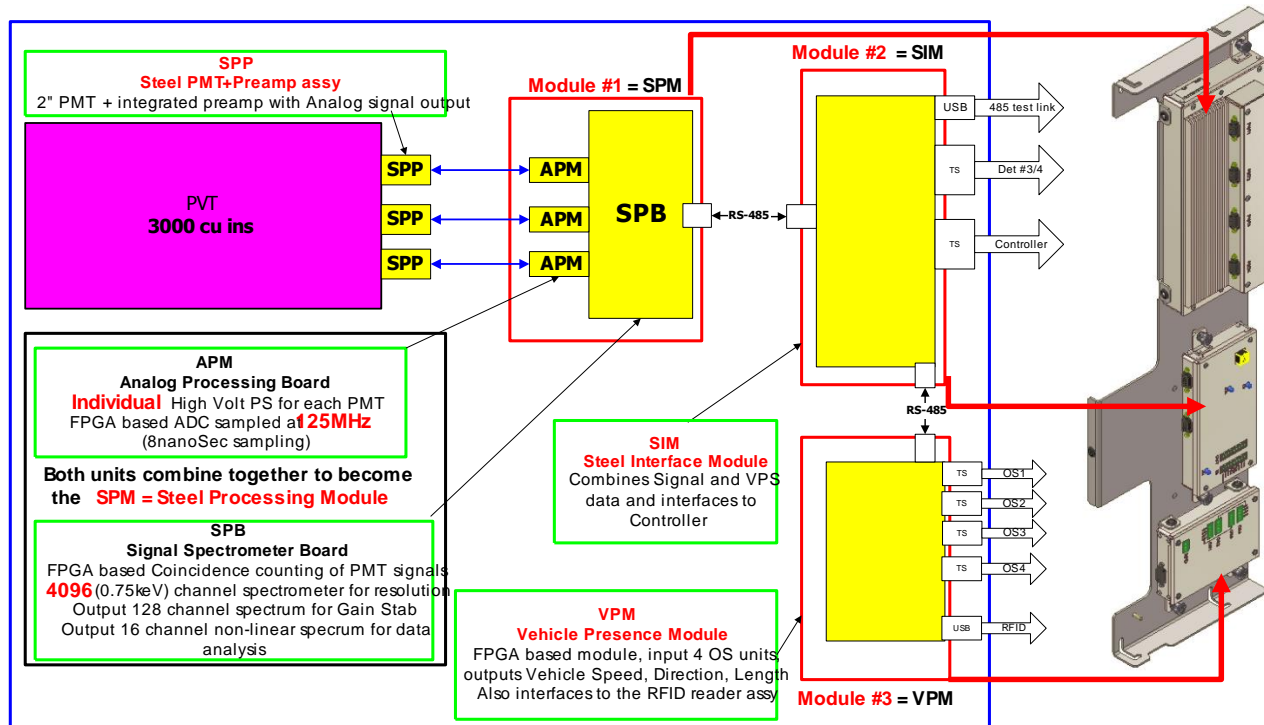 SPP
Steel PMT+Preamp assy
2" PMT + integrated preamp with Analog signal output
Module #1 = SPM
Module #2 = SIM
PVT
3000 cu ins
SPP
SPP
SPP
APM
APM
APM
SPB
RS-485
USB
485 test link
TS
Det #3/4
TS
Controller
RS-485
APM
Analog Processing Board
Individual High Volt PS for each PMT
FPGA based ADC sampled at 125MHz
(8nanoSec sampling)
Both units combine together to become
the SPM = Steel Processing Module
SPB
Signal Spectrometer Board
FPGA based Coincidence counting of PMT signals
4096 (0.75keV) channel spectrometer for resolution
Output 128 channel spectrum for Gain Stab
Output 16 channel non-linear specrum for data
analysis
SIM
Steel Interface Module
Combines Signal and VPS
data and interfaces to
Controller
VPM
Vehicle Presence Module
FPGA based module, input 4 OS units,
outputs Vehicle Speed, Direction, Length
Also interfaces to the RFID reader assy
TS
OS1
TS
OS2
TS
OS3
TS
OS4
USB
RFID
Module #3 = VPM